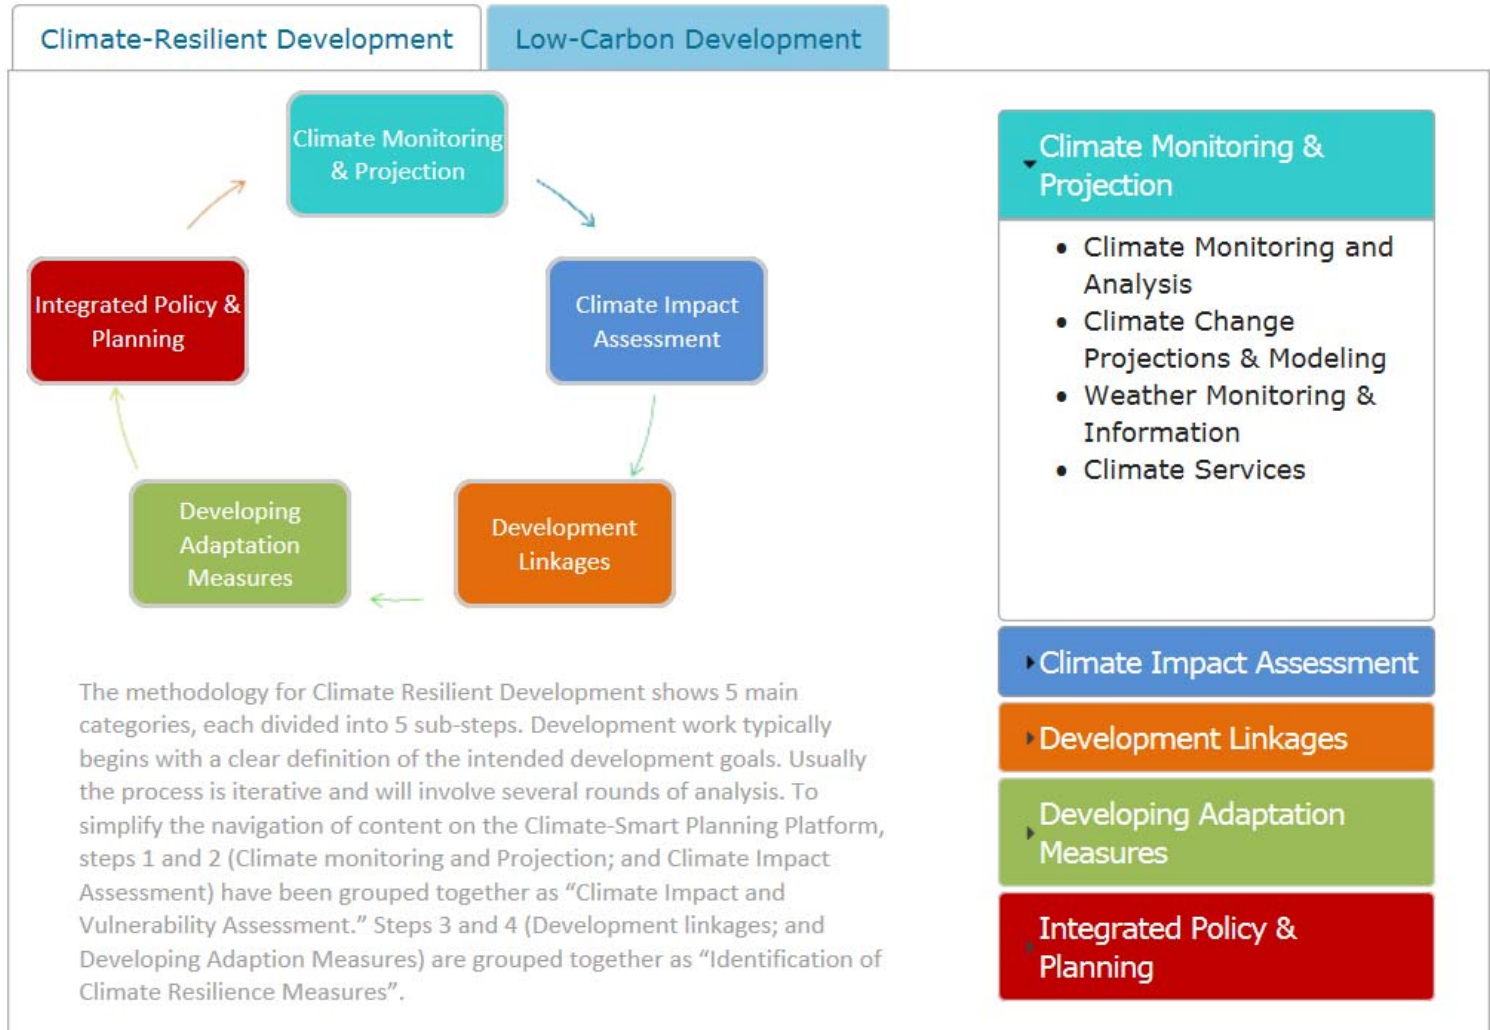 Climate-Resilient Development
Low-Carbon Development
Climate Monitoring
& Projection
Integrated Policy &
Planning
Climate Impact
Assessment
Developing
Adaptation
Measures
Development
Linkages
The methodology for Climate Resilient Development shows 5 main
categories, each divided into 5 sub-steps. Development work typically
begins with a clear definition of the intended development goals. Usually
the process is iterative and will involve several rounds of analysis. To
simplify the navigation of content on the Climate-Smart Planning Platform,
steps 1 and 2 (Climate monitoring and Projection; and Climate Impact
Assessment) have been grouped together as “Climate Impact and
Vulnerability Assessment.” Steps 3 and 4 (Development linkages; and
Developing Adaption Measures) are grouped together as “Identification of
Climate Resilience Measures”.
Climate Monitoring &
Projection
• Climate Monitoring and
Analysis
• Climate Change
Projections & Modeling
• Weather Monitoring &
Information
• Climate Services
Climate Impact Assessment
Development Linkages
Developing Adaptation
Measures
Integrated Policy &
Planning